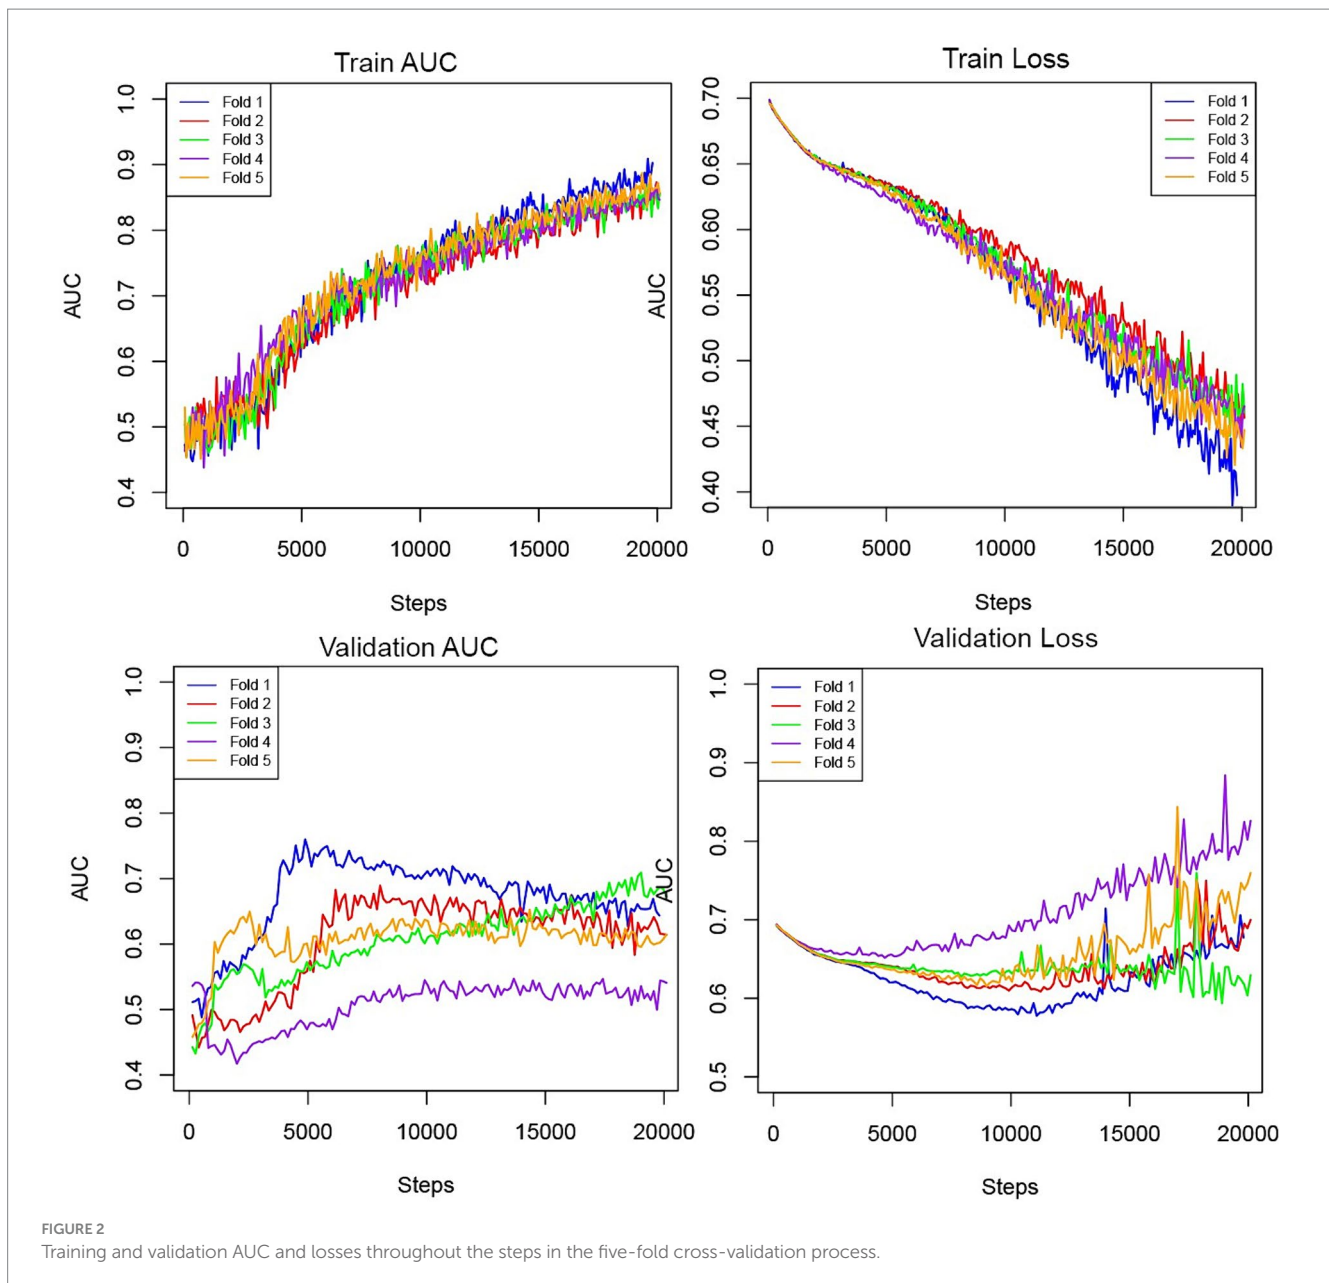 Train AUC
AUC
1.0
0.9
0.8
0.7
0.6
0.5
0.4
Fold 1
Fold 2
Fold 3
Fold 4
Fold 5
0 5000 10000 15000 20000
Steps
Train Loss
AUC
0.70
0.65
0.60
0.55
0.50
0.45
0.40
Fold 1
Fold 2
Fold 3
Fold 4
Fold 5
0 5000 10000 15000 20000
Steps
Validation AUC
AUC
1.0
0.9
0.8
0.7
0.6
0.5
0.4
Fold 1
Fold 2
Fold 3
Fold 4
Fold 5
0 5000 10000 15000 20000
Steps
Validation Loss
AUC
1.0
0.9
0.8
0.7
0.6
0.5
Fold 1
Fold 2
Fold 3
Fold 4
Fold 5
0 5000 10000 15000 20000
Steps
FIGURE 2
Training and validation AUC and losses throughout the steps in the five-fold cross-validation process.